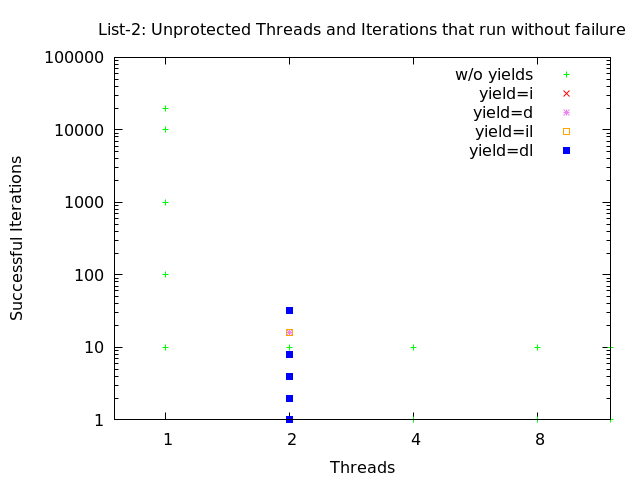 List-2: Unprotected Threads and Iterations that run without failure
100000
10000
1000
100
10
1
Successful Iterations
w/o yields
yield=i
yield=d
yield=il
yield=dl
1 2 4 8
Threads